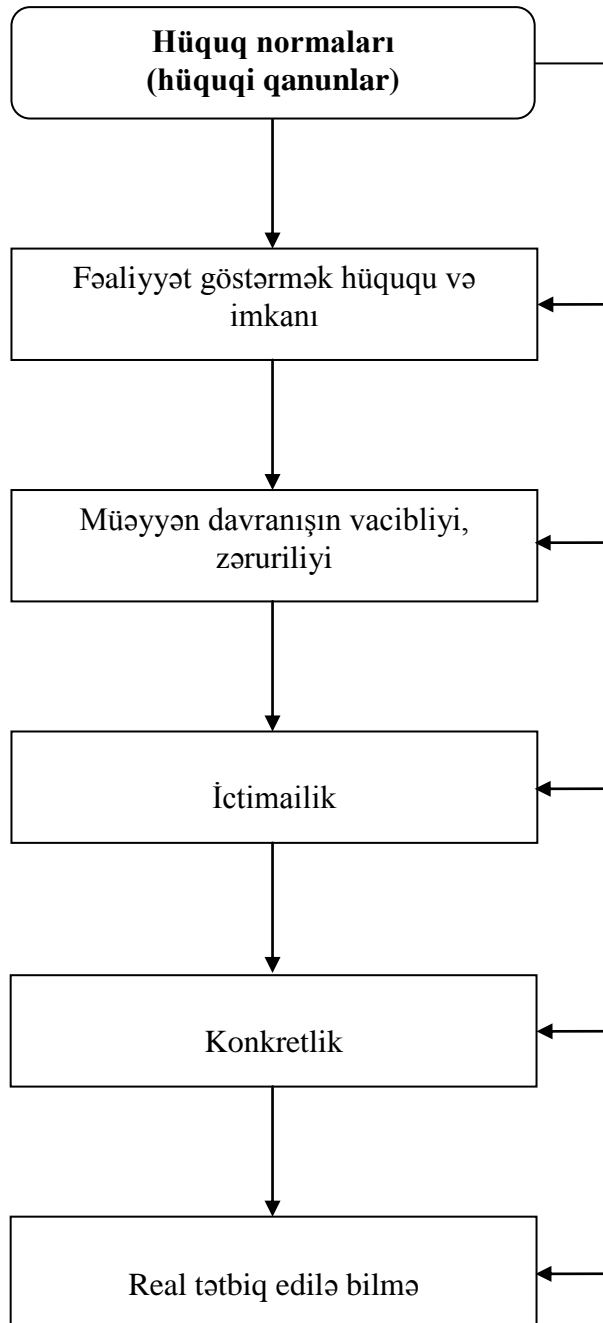 Hüquq normaları
(hüquqi qanunlar)
Fəaliyyət göstərmək hüququ və
imkanı
Müəyyən davranışın vacibliyi,
zəruriliyi
İctimailik
Konkretlik
Real tətbiq edilə bilmə